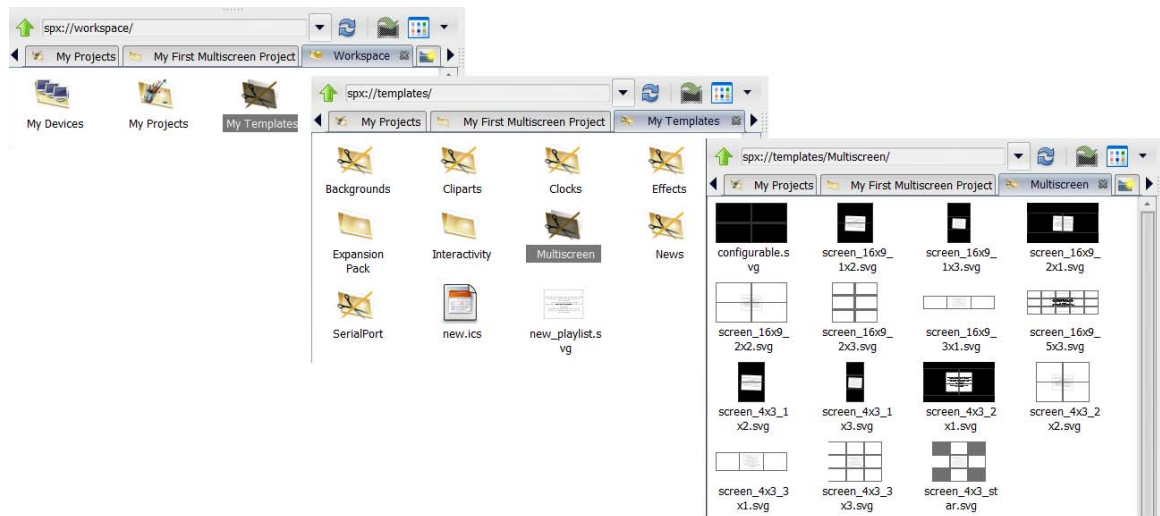 spx://workspace/
My Projects
My First Multiscreen Project
Workspace
My Devices
My Projects
My Templates
spx://templates/
My Projects
My First Multiscreen Project
My Templates
Backgrounds
Cliparts
Clocks
Effects
Expansion
Pack
Interactivity
Multiscreen
News
SerialPort
new.ics
new_playlist.s
vg
spx://templates/Multiscreen/
My Projects
My First Multiscreen Project
Multiscreen
configurable.s
vg
screen_16x9_
1x2.svg
screen_16x9_
1x3.svg
screen_16x9_
2x1.svg
screen_16x9_
2x2.svg
screen_16x9_
2x3.svg
screen_16x9_
3x1.svg
screen_16x9_
5x3.svg
screen_4x3_1
x2.svg
screen_4x3_1
x3.svg
screen_4x3_2
x1.svg
screen_4x3_2
x2.svg
screen_4x3_3
x1.svg
screen_4x3_3
x3.svg
screen_4x3_st
ar.svg